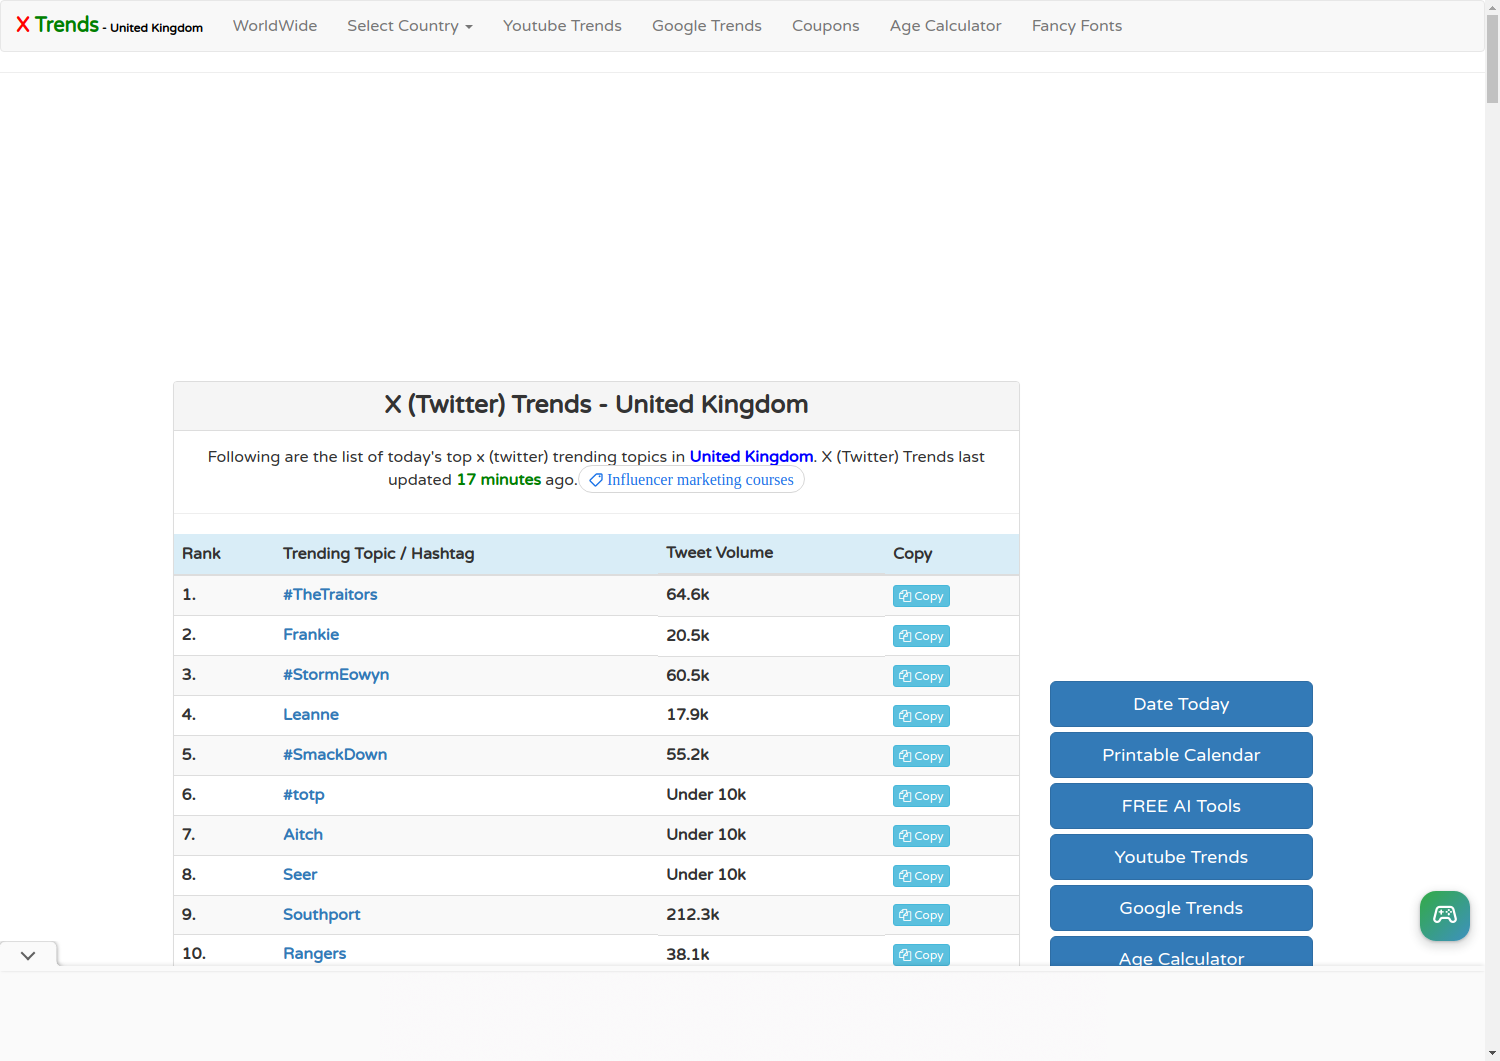 X Trends - United Kingdom WorldWide Select Country Youtube Trends Google Trends Coupons Age Calculator Fancy Fonts
X (Twitter) Trends - United Kingdom
Following are the list of today's top x (twitter) trending topics in United Kingdom. X (Twitter) Trends last
updated 17 minutes ago. Influencer marketing courses
Rank Trending Topic / Hashtag Tweet Volume Copy
1. #TheTraitors 64.6k Copy
2. Frankie 20.5k Copy
3. #StormEowyn 60.5k Copy
4. Leanne 17.9k Copy
5. #SmackDown 55.2k Copy
6. #totp Under 10k Copy
7. Aitch Under 10k Copy
8. Seer Under 10k Copy
9. Southport 212.3k Copy
10. Rangers 38.1k Copy
Date Today
Printable Calendar
FREE AI Tools
Youtube Trends
Google Trends
Age Calculator